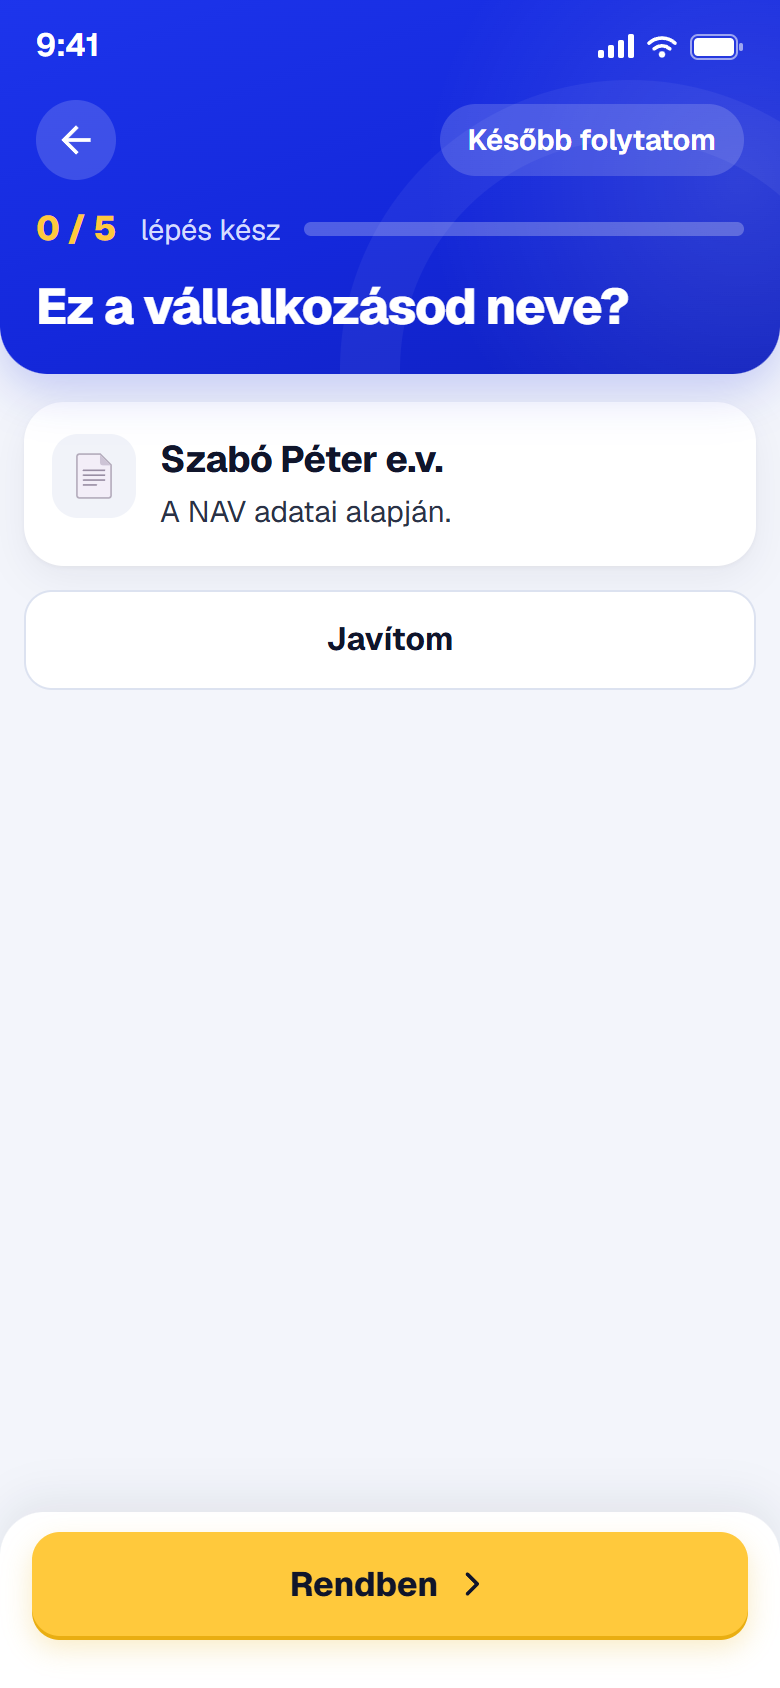 9:41
Később folytatom
0 / 5 lépés kész
Ez a vállalkozásod neve?
Szabó Péter e.v.
A NAV adatai alapján.
Javítom
Rendben